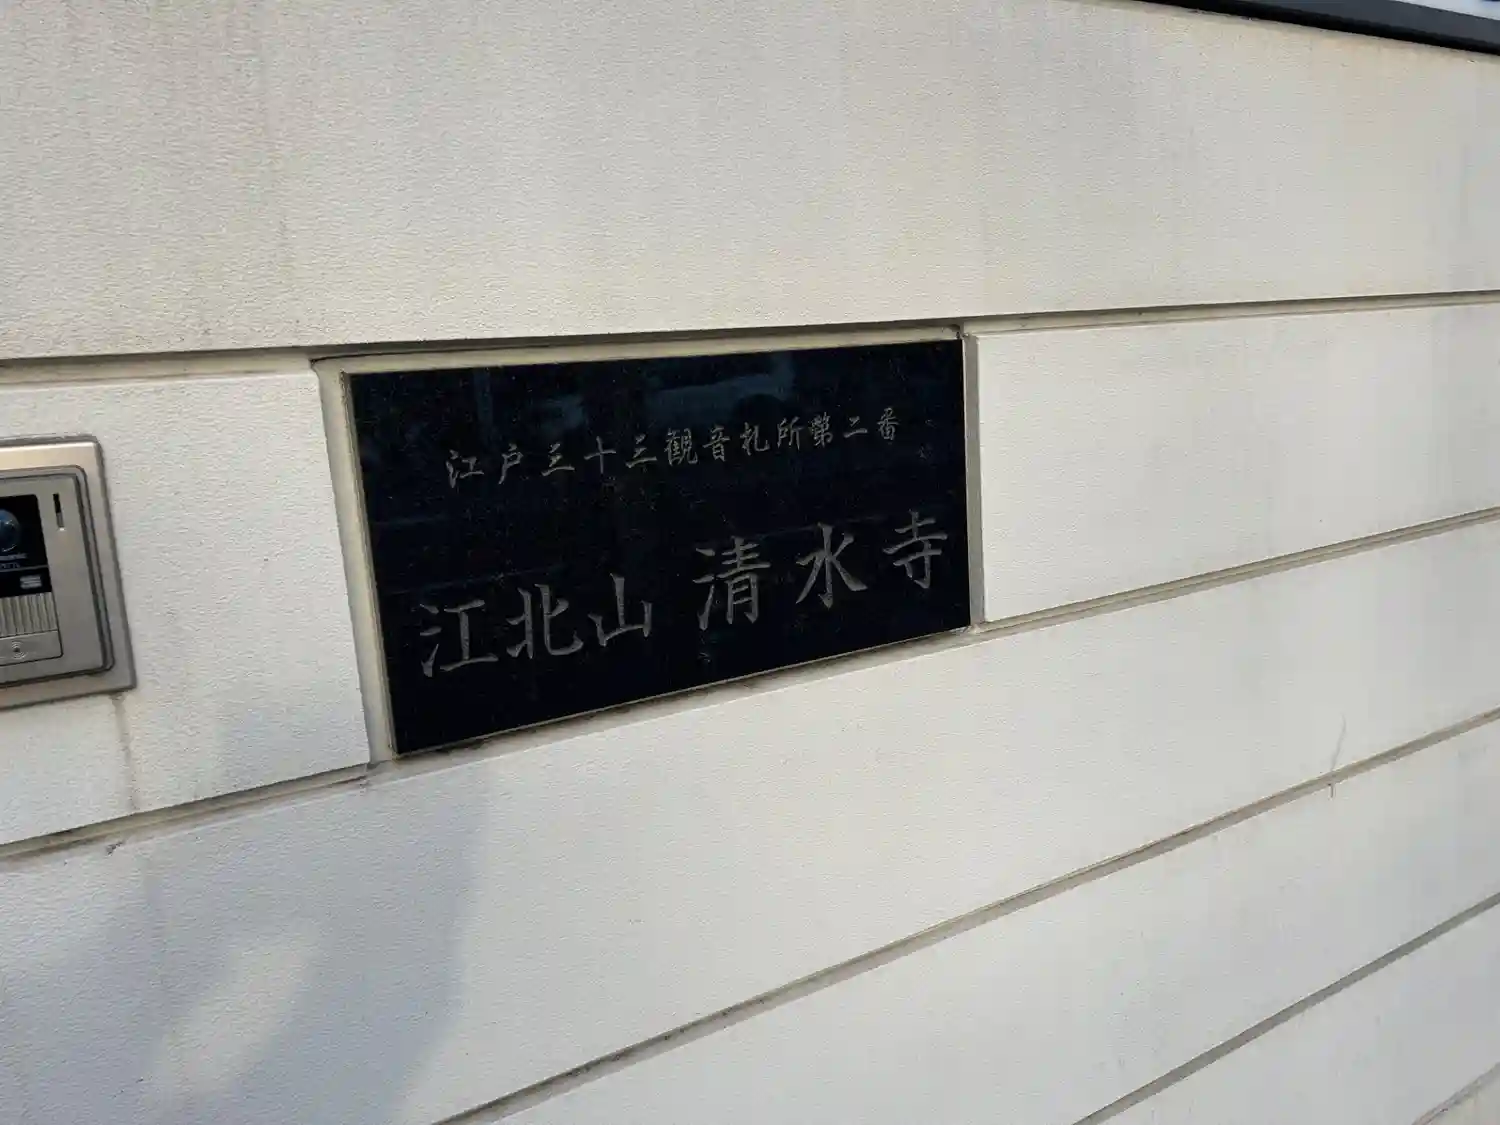 江戸三十三観音札所第二番
江北山 清水寺